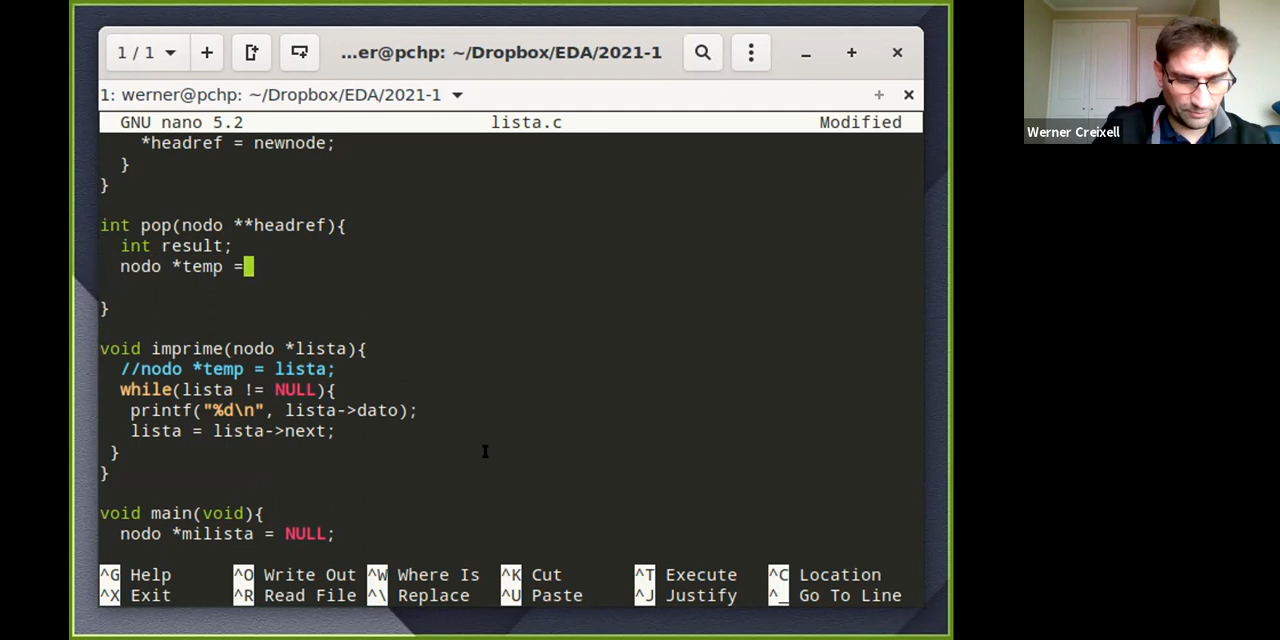 1 / 1
...er@pchp: ~/Dropbox/EDA/2021-1
1: werner@pchp: ~/Dropbox/EDA/2021-1
GNU nano 5.2 lista.c Modified
*headref = newnode;
}
}
int pop(nodo **headref){
int result;
nodo *temp =
}
void imprime(nodo *lista){
//nodo *temp = lista;
while(lista != NULL){
printf("%d\n", lista->dato);
lista = lista->next;
}
}
void main(void){
nodo *milista = NULL;
^G Help ^O Write Out ^W Where Is ^K Cut ^T Execute ^C Location
^X Exit ^R Read File ^\ Replace ^U Paste ^J Justify ^_ Go To Line
Werner Creixell